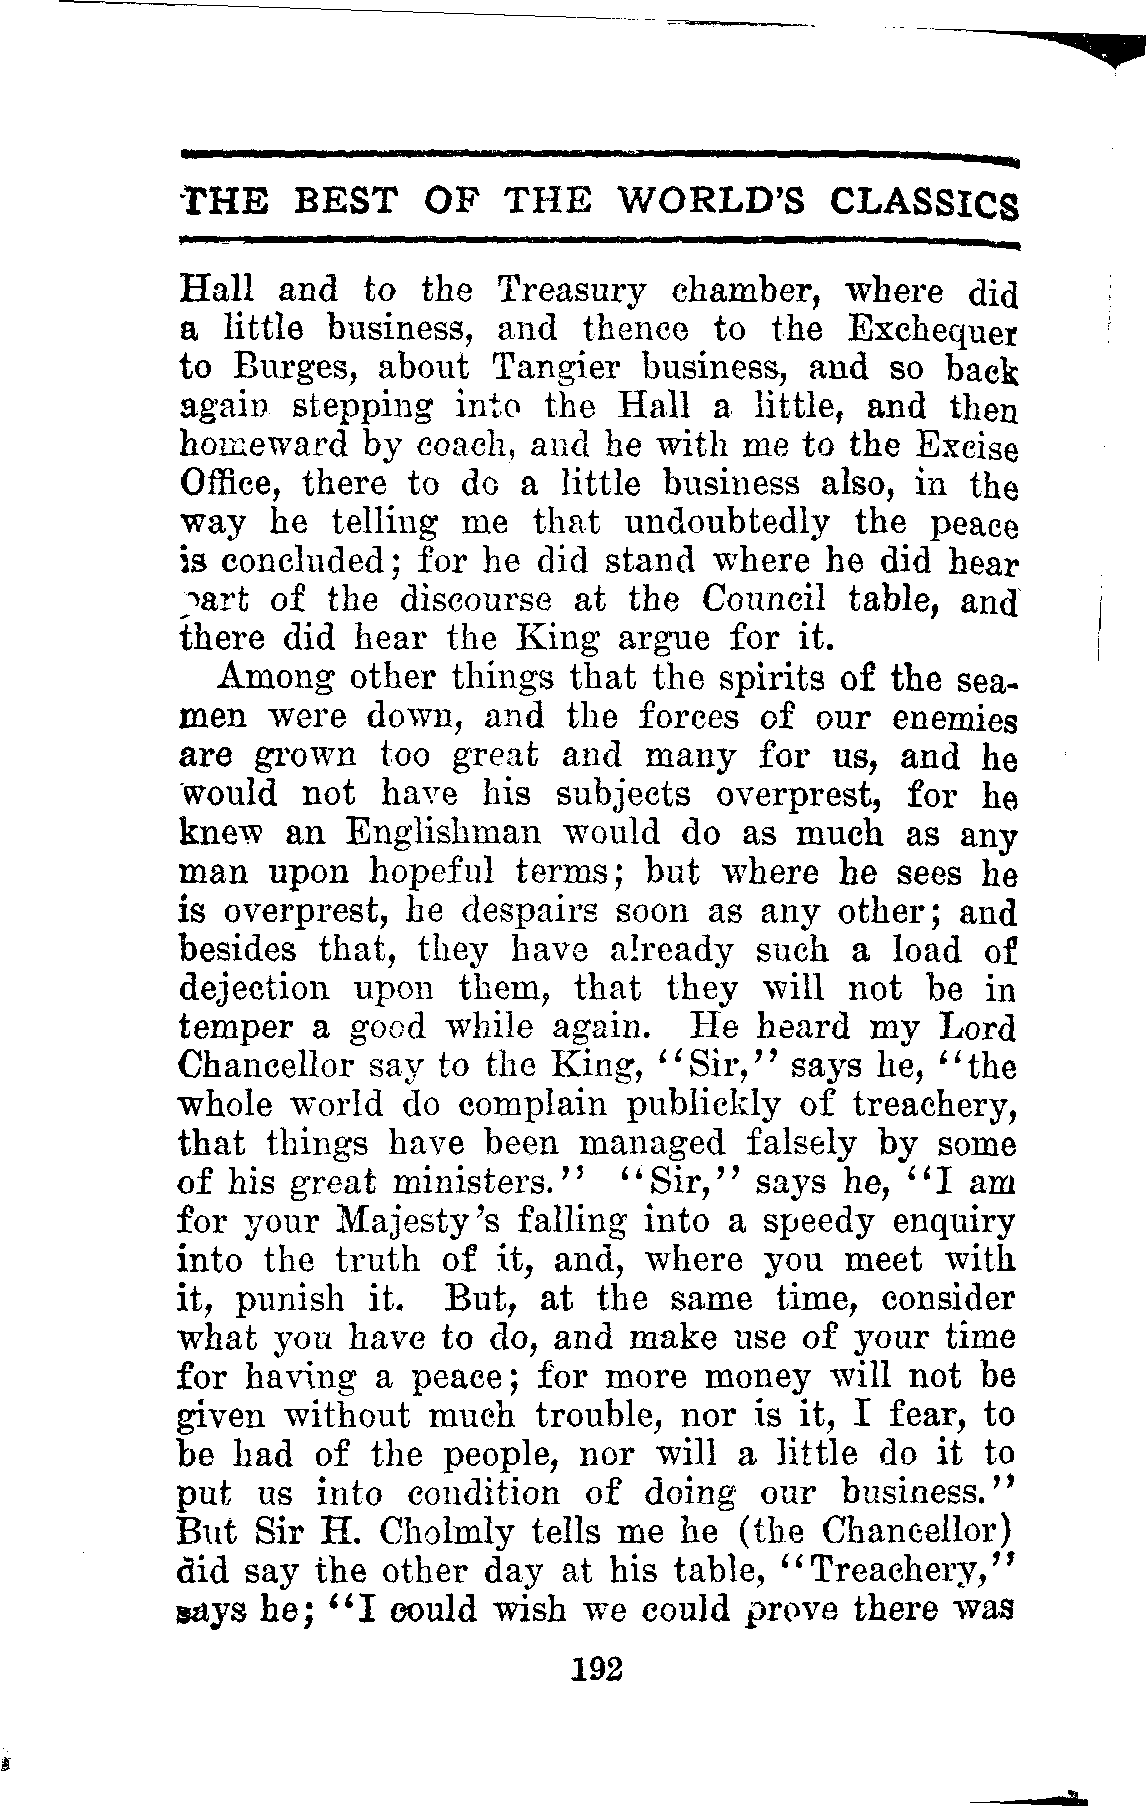 THE BEST OF THE WORLD'S CLASSICS
Hall and to the Treasury chamber, where did
a little business, and thence to the Exchequer
to Burges, about Tangier business, and so back
again stepping into the Hall a little, and then
homeward by coach, and he with me to the Excise
Office, there to do a little business also, in the
way he telling me that undoubtedly the peace
is concluded; for he did stand where he did hear
part of the discourse at the Council table, and
there did hear the King argue for it.
Among other things that the spirits of the sea-
men were down, and the forces of our enemies
are grown too great and many for us, and he
would not have his subjects overprest, for he
knew an Englishman would do as much as any
man upon hopeful terms; but where he sees he
is overprest, he despairs soon as any other; and
besides that, they have already such a load of
dejection upon them, that they will not be in
temper a good while again. He heard my Lord
Chancellor say to the King, "Sir," says he, "the
whole world do complain publickly of treachery,
that things have been managed falsely by some
of his great ministers." "Sir," says he, "I am
for your Majesty's falling into a speedy enquiry
into the truth of it, and, where you meet with
it, punish it. But, at the same time, consider
what you have to do, and make use of your time
for having a peace; for more money will not be
given without much trouble, nor is it, I fear, to
be had of the people, nor will a little do it to
put us into condition of doing our business."
But Sir H. Cholmly tells me he (the Chancellor)
did say the other day at his table, "Treachery,"
says he; "I could wish we could prove there was
192